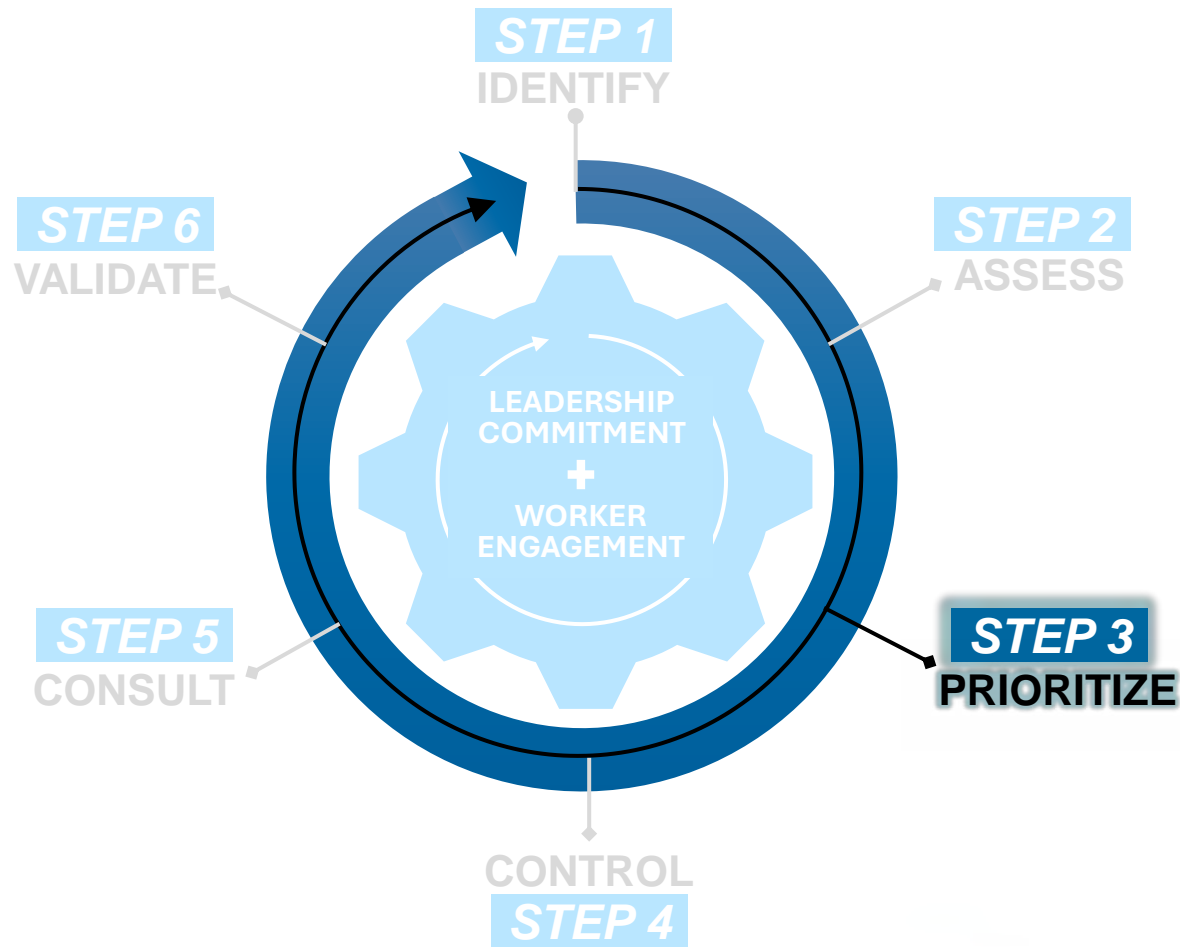 STEP 1
IDENTIFY
STEP 2
ASSESS
STEP 3
PRIORITIZE
CONTROL
STEP 4
STEP 5
CONSULT
STEP 6
VALIDATE
LEADERSHIP
COMMITMENT
+
WORKER
ENGAGEMENT